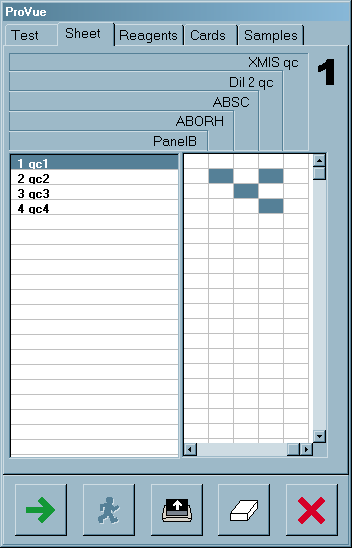 ProVue
Test Sheet Reagents Cards Samples
XMIS qc
Dil 2 qc
ABSC
ABORH
PanelB
1
1 qc1
2 qc2
3 qc3
4 qc4